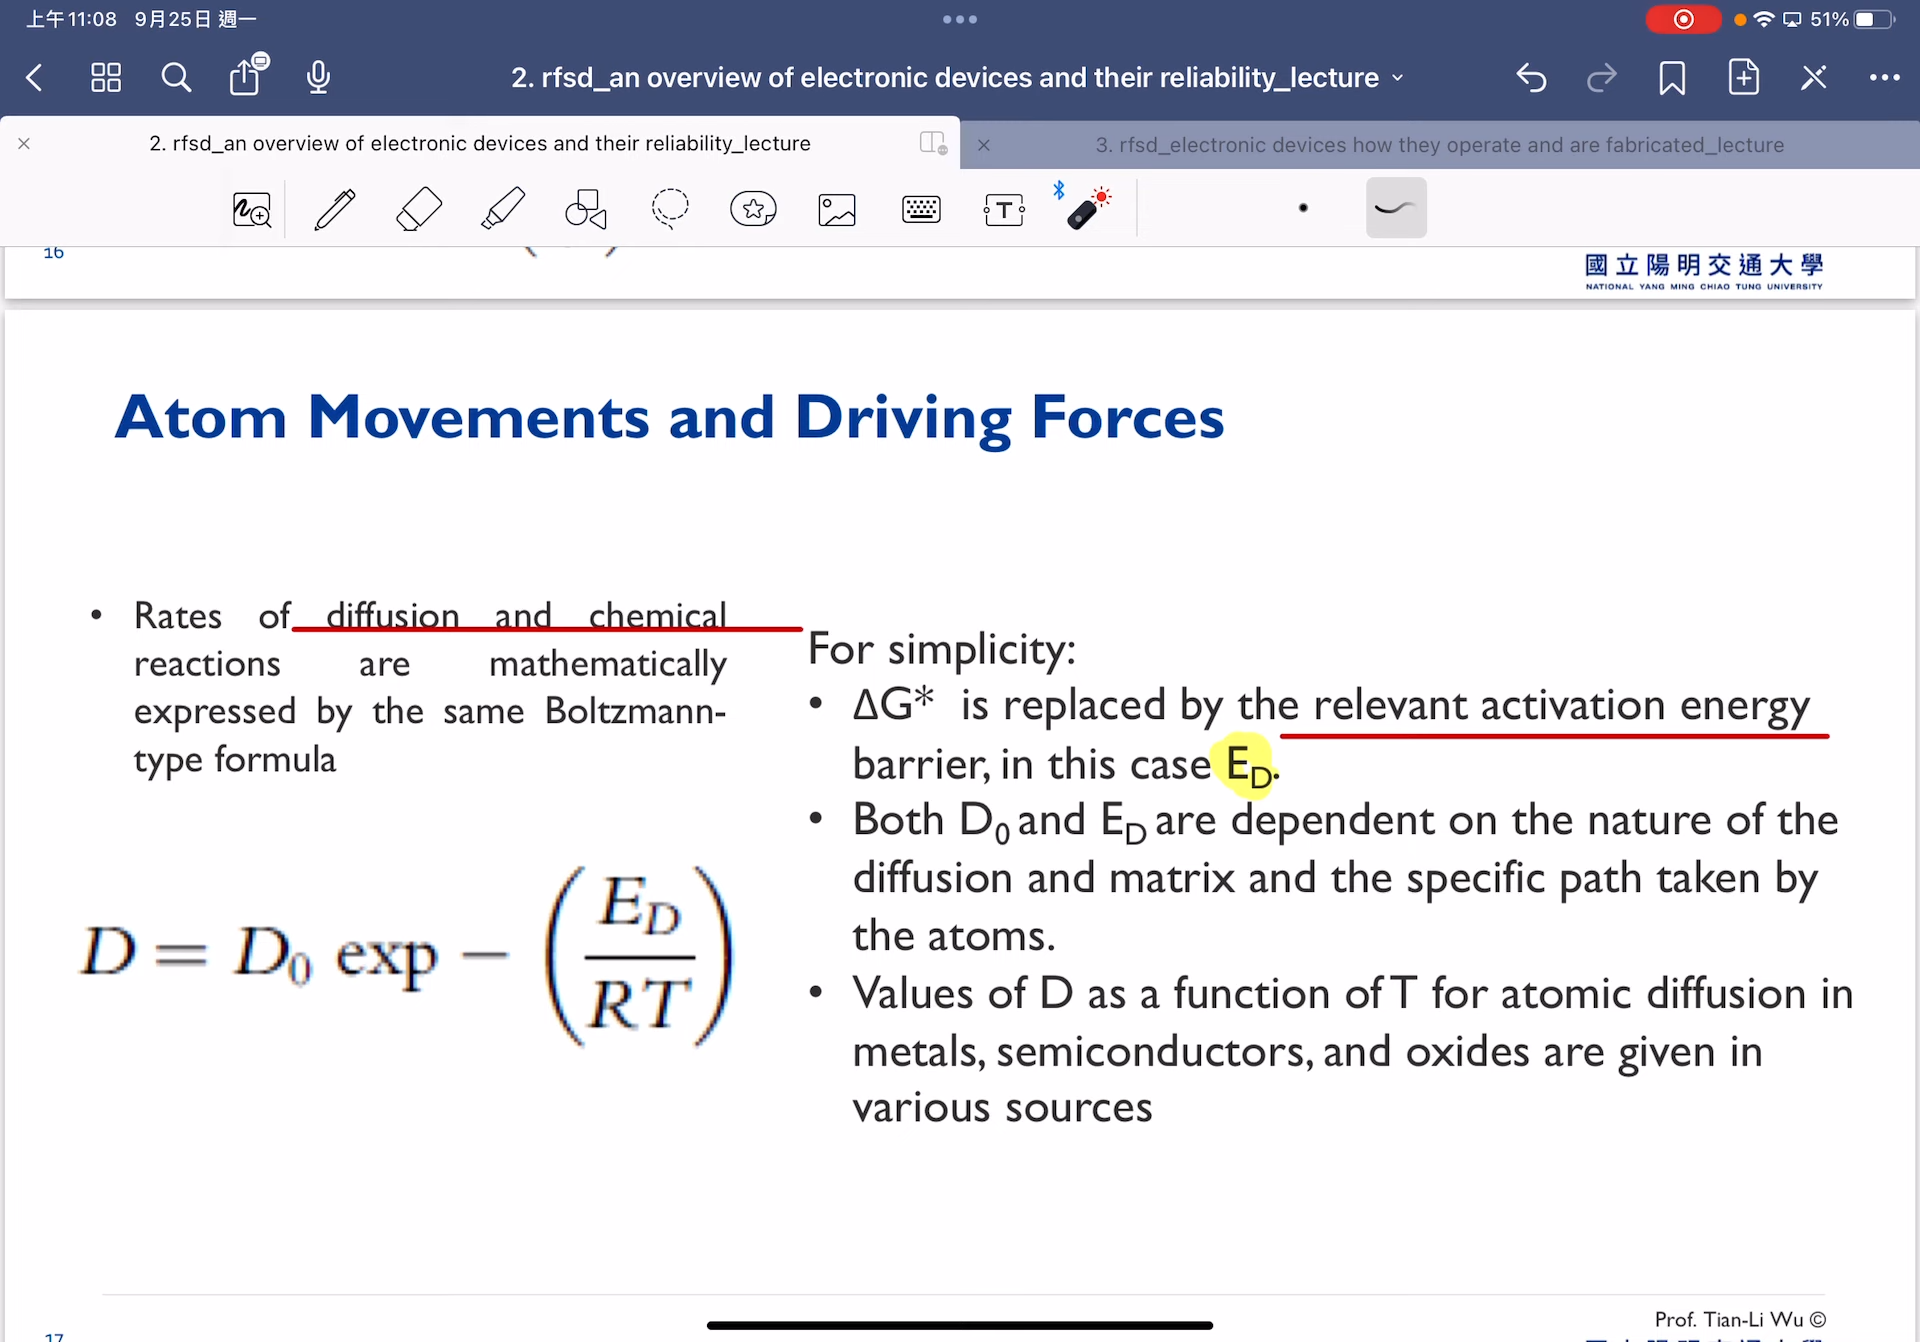 上午11:08 9月25日 週一
51%
2. rfsd_an overview of electronic devices and their reliability_lecture
2. rfsd_an overview of electronic devices and their reliability_lecture
3. rfsd_electronic devices how they operate and are fabricated_lecture
16
國立陽明交通大學
NATIONAL YANG MING CHIAO TUNG UNIVERSITY
Atom Movements and Driving Forces
• Rates of diffusion and chemical
reactions are mathematically
expressed by the same Boltzmann-
type formula
D = D₀ exp − (E_D / RT)
For simplicity:
• ΔG* is replaced by the relevant activation energy
barrier, in this case E_D.
• Both D₀ and E_D are dependent on the nature of the
diffusion and matrix and the specific path taken by
the atoms.
• Values of D as a function of T for atomic diffusion in
metals, semiconductors, and oxides are given in
various sources
Prof. Tian-Li Wu ©
17